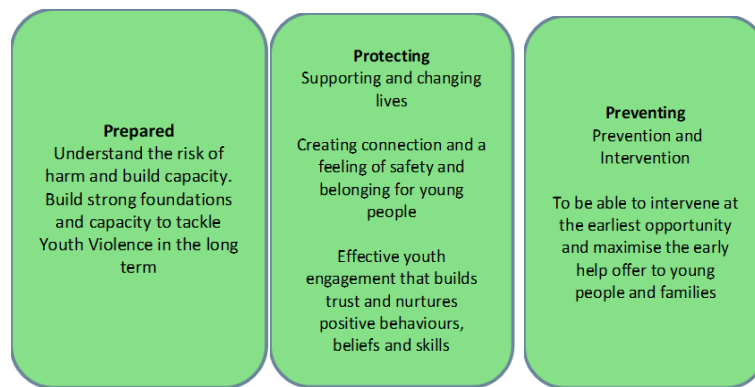 Prepared
Understand the risk of
harm and build capacity.
Build strong foundations
and capacity to tackle
Youth Violence in the long
term
Protecting
Supporting and changing
lives
Creating connection and a
feeling of safety and
belonging for young
people
Effective youth
engagement that builds
trust and nurtures
positive behaviours,
beliefs and skills
Preventing
Prevention and
Intervention
To be able to intervene at
the earliest opportunity
and maximise the early
help offer to young
people and families